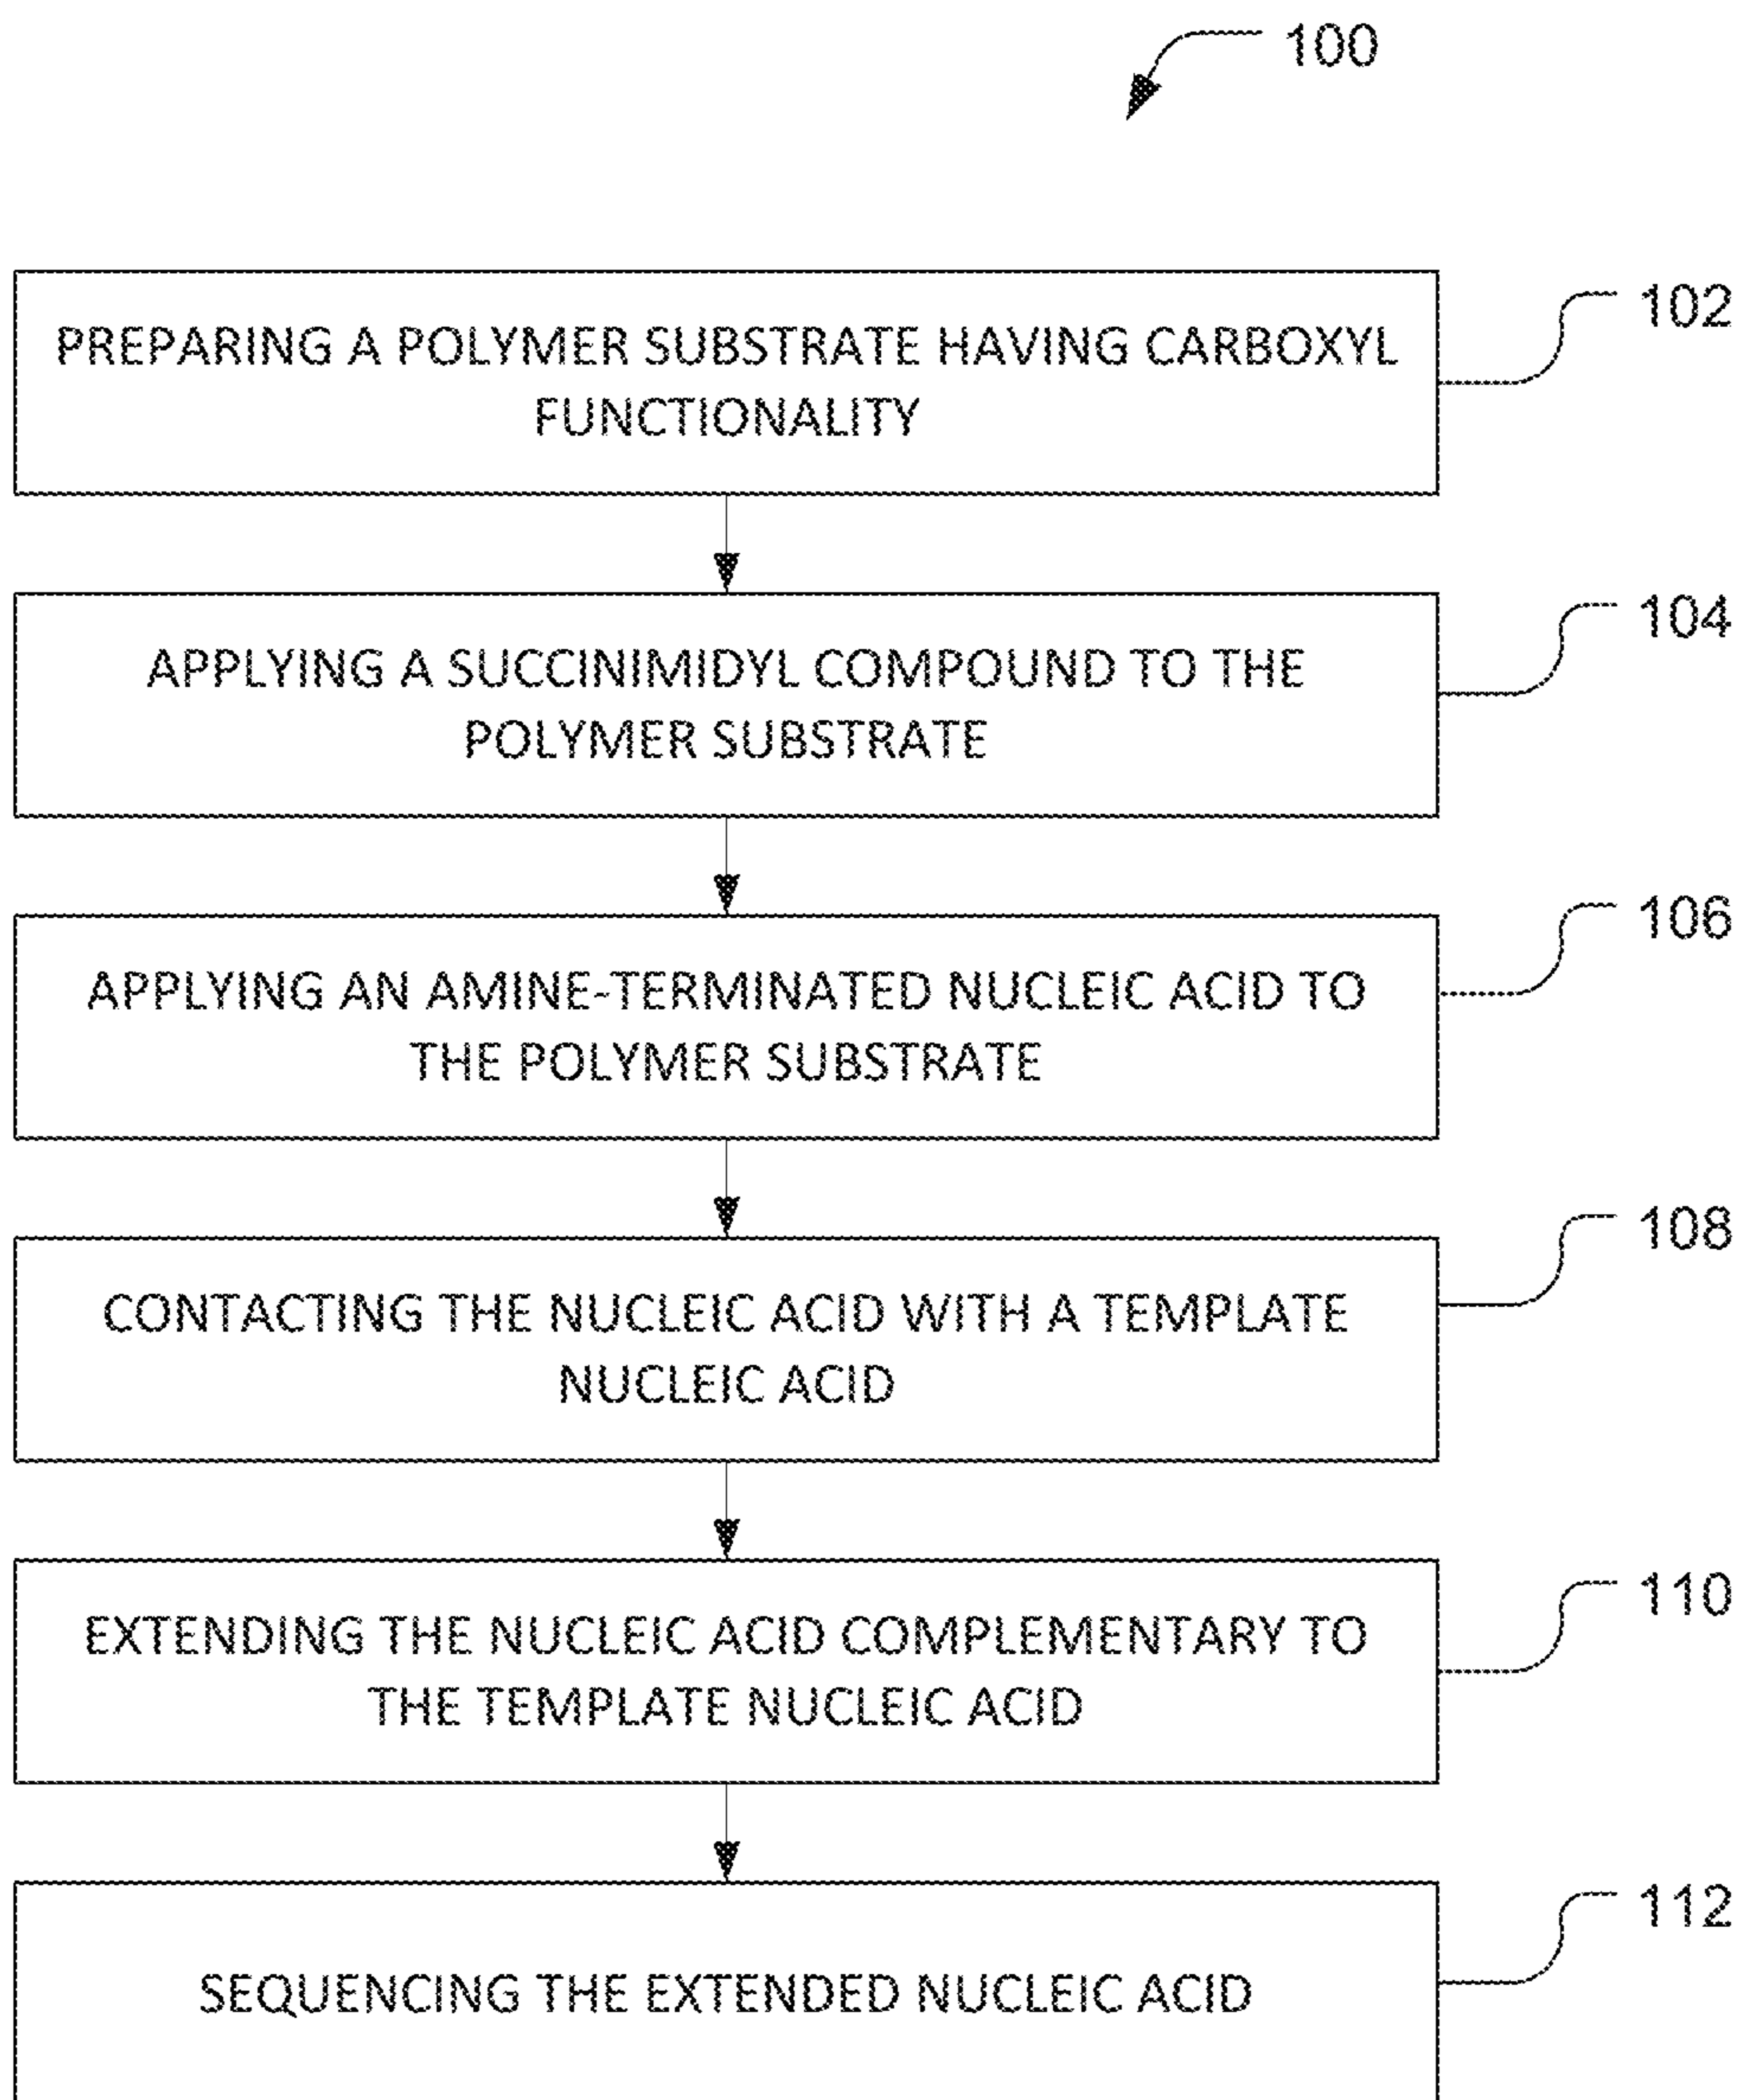 100
PREPARING A POLYMER SUBSTRATE HAVING CARBOXYL
FUNCTIONALITY
102
APPLYING A SUCCINIMIDYL COMPOUND TO THE
POLYMER SUBSTRATE
104
APPLYING AN AMINE-TERMINATED NUCLEIC ACID TO
THE POLYMER SUBSTRATE
106
CONTACTING THE NUCLEIC ACID WITH A TEMPLATE
NUCLEIC ACID
108
EXTENDING THE NUCLEIC ACID COMPLEMENTARY TO
THE TEMPLATE NUCLEIC ACID
110
SEQUENCING THE EXTENDED NUCLEIC ACID
112